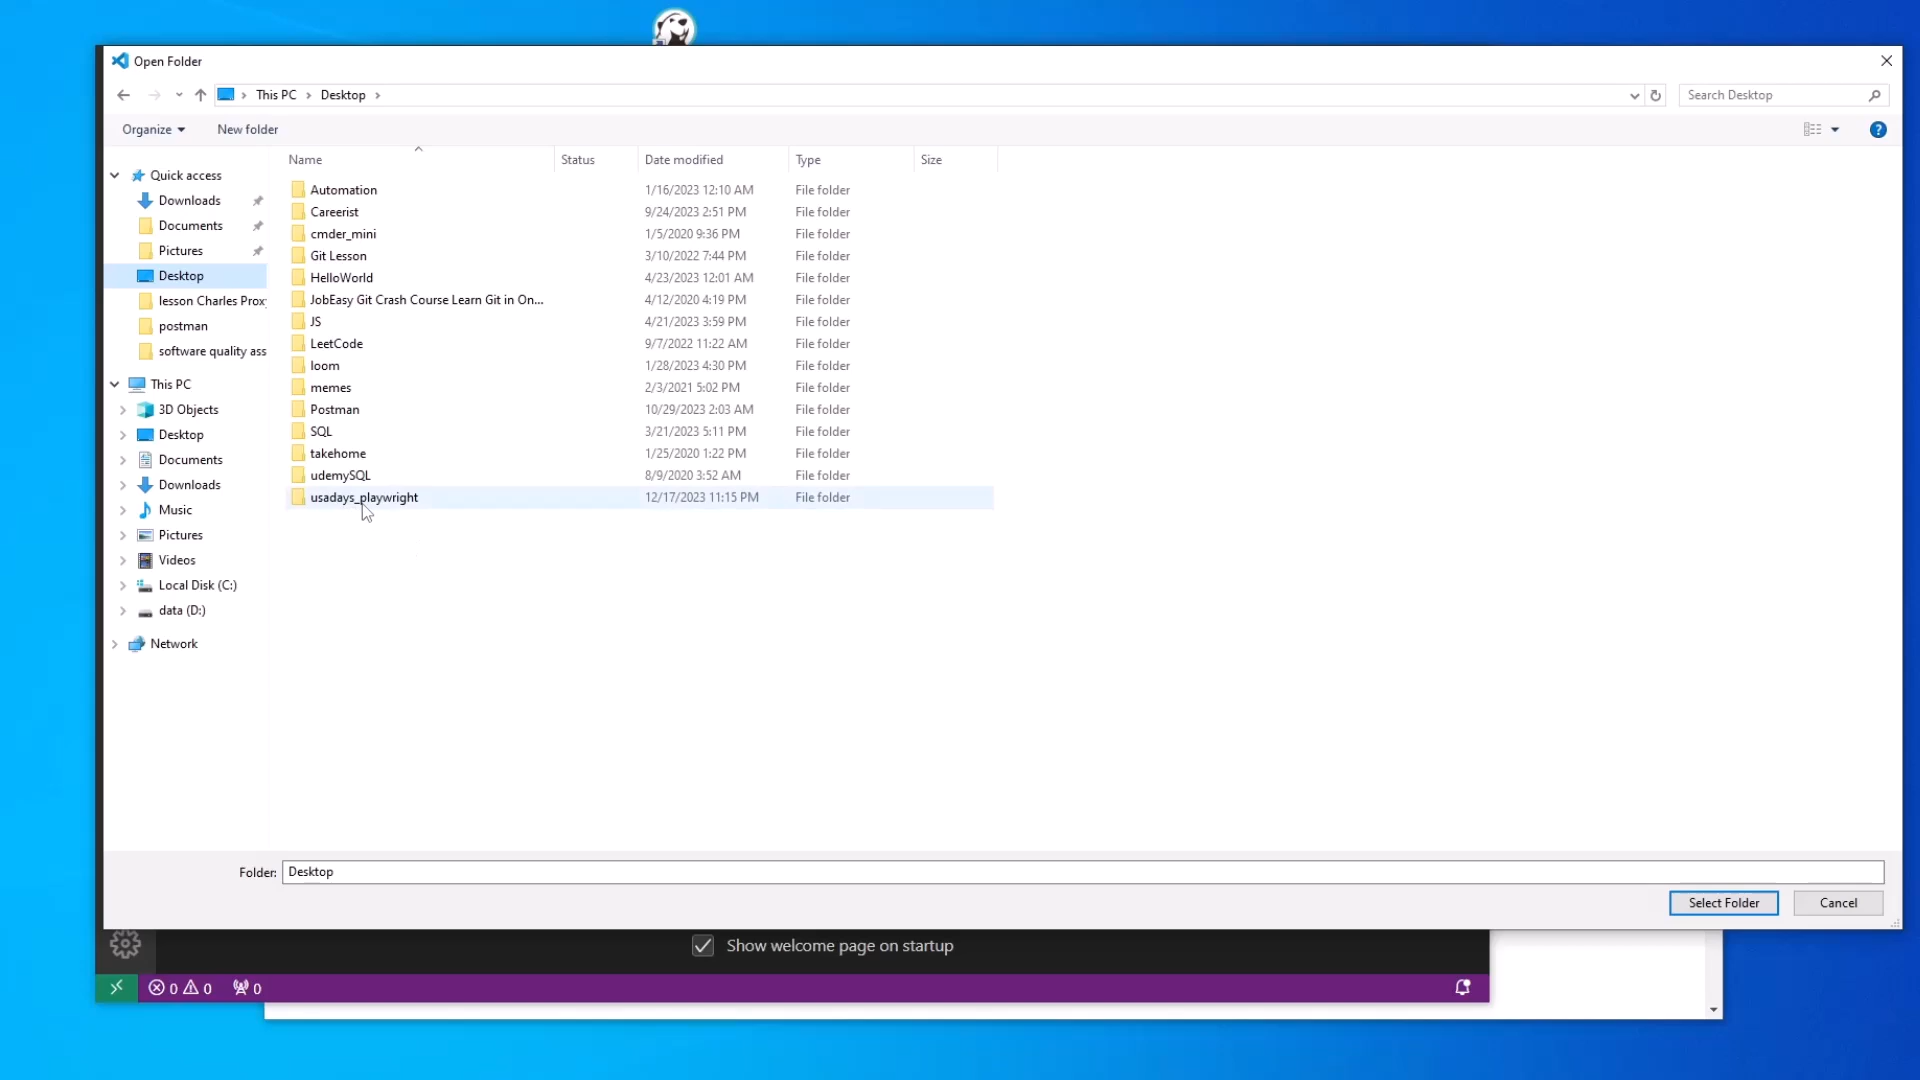 Open Folder
This PC > Desktop >
Search Desktop
Organize
New folder
Name Status Date modified Type Size
Quick access
Downloads
Documents
Pictures
Desktop
lesson Charles Prox
postman
software quality ass
This PC
3D Objects
Desktop
Documents
Downloads
Music
Pictures
Videos
Local Disk (C:)
data (D:)
Network
Automation 1/16/2023 12:10 AM File folder
Careerist 9/24/2023 2:51 PM File folder
cmder_mini 1/5/2020 9:36 PM File folder
Git Lesson 3/10/2022 7:44 PM File folder
HelloWorld 4/23/2023 12:01 AM File folder
JobEasy Git Crash Course Learn Git in On... 4/12/2020 4:19 PM File folder
JS 4/21/2023 3:59 PM File folder
LeetCode 9/7/2022 11:22 AM File folder
loom 1/28/2023 4:30 PM File folder
memes 2/3/2021 5:02 PM File folder
Postman 10/29/2023 2:03 AM File folder
SQL 3/21/2023 5:11 PM File folder
takehome 1/25/2020 1:22 PM File folder
udemySQL 8/9/2020 3:52 AM File folder
usadays_playwright 12/17/2023 11:15 PM File folder
Folder: Desktop
Select Folder
Cancel
Show welcome page on startup
0 0 0